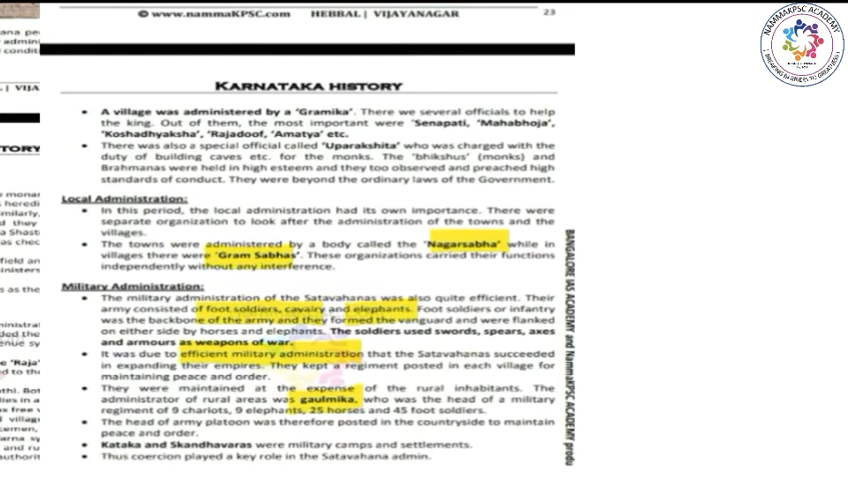 ana pe
admin
l condit
L | VIJA
TORY
© www.nammaKPSC.com HEBBAL | VIJAYANAGAR 23
KARNATAKA HISTORY
• A village was administered by a 'Gramika'. There we several officials to help
the king. Out of them, the most important were 'Senapati, 'Mahabhoja',
'Koshadhyaksha', 'Rajadoof, 'Amatya' etc.
• There was also a special official called 'Uparakshita' who was charged with the
duty of building caves etc. for the monks. The 'bhikshus' (monks) and
Brahmanas were held in high esteem and they too observed and preached high
standards of conduct. They were beyond the ordinary laws of the Government.
Local Administration:
• In this period, the local administration had its own importance. There were
separate organization to look after the administration of the towns and the
villages.
• The towns were administered by a body called the 'Nagarsabha' while in
villages there were 'Gram Sabhas'. These organizations carried their functions
independently without any interference.
Military Administration:
• The military administration of the Satavahanas was also quite efficient. Their
army consisted of foot soldiers, cavalry and elephants. Foot soldiers or infantry
was the backbone of the army and they formed the vanguard and were flanked
on either side by horses and elephants. The soldiers used swords, spears, axes
and armours as weapons of war.
• It was due to efficient military administration that the Satavahanas succeeded
in expanding their empires. They kept a regiment posted in each village for
maintaining peace and order.
• They were maintained at the expense of the rural inhabitants. The
administrator of rural areas was gaulmika, who was the head of a military
regiment of 9 chariots, 9 elephants, 25 horses and 45 foot soldiers.
• The head of army platoon was therefore posted in the countryside to maintain
peace and order.
• Kataka and Skandhavaras were military camps and settlements.
• Thus coercion played a key role in the Satavahana admin.
BANGALORE IAS ACADEMY and NammaKPSC ACADEMY produ
NAMMAKPSC ACADEMY
BREAKING BARRIERS TO GREATNESS